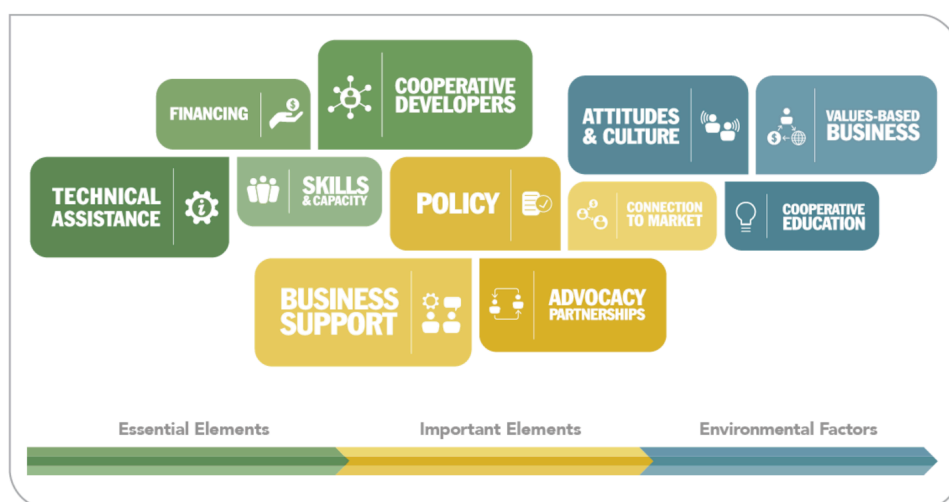 FINANCING
COOPERATIVE
DEVELOPERS
ATTITUDES
& CULTURE
VALUES-BASED
BUSINESS
TECHNICAL
ASSISTANCE
SKILLS
& CAPACITY
POLICY
CONNECTION
TO MARKET
COOPERATIVE
EDUCATION
BUSINESS
SUPPORT
ADVOCACY
PARTNERSHIPS
Essential Elements
Important Elements
Environmental Factors